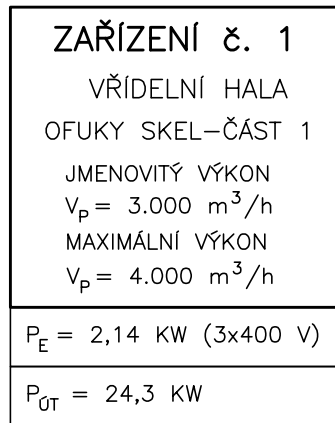 ZAŘÍZENÍ č. 1
VŘÍDELNÍ HALA
OFUKY SKEL–ČÁST 1
JMENOVITÝ VÝKON
V_P = 3.000 m³/h
MAXIMÁLNÍ VÝKON
V_P = 4.000 m³/h
P_E = 2,14 KW (3x400 V)
P_ÚT = 24,3 KW